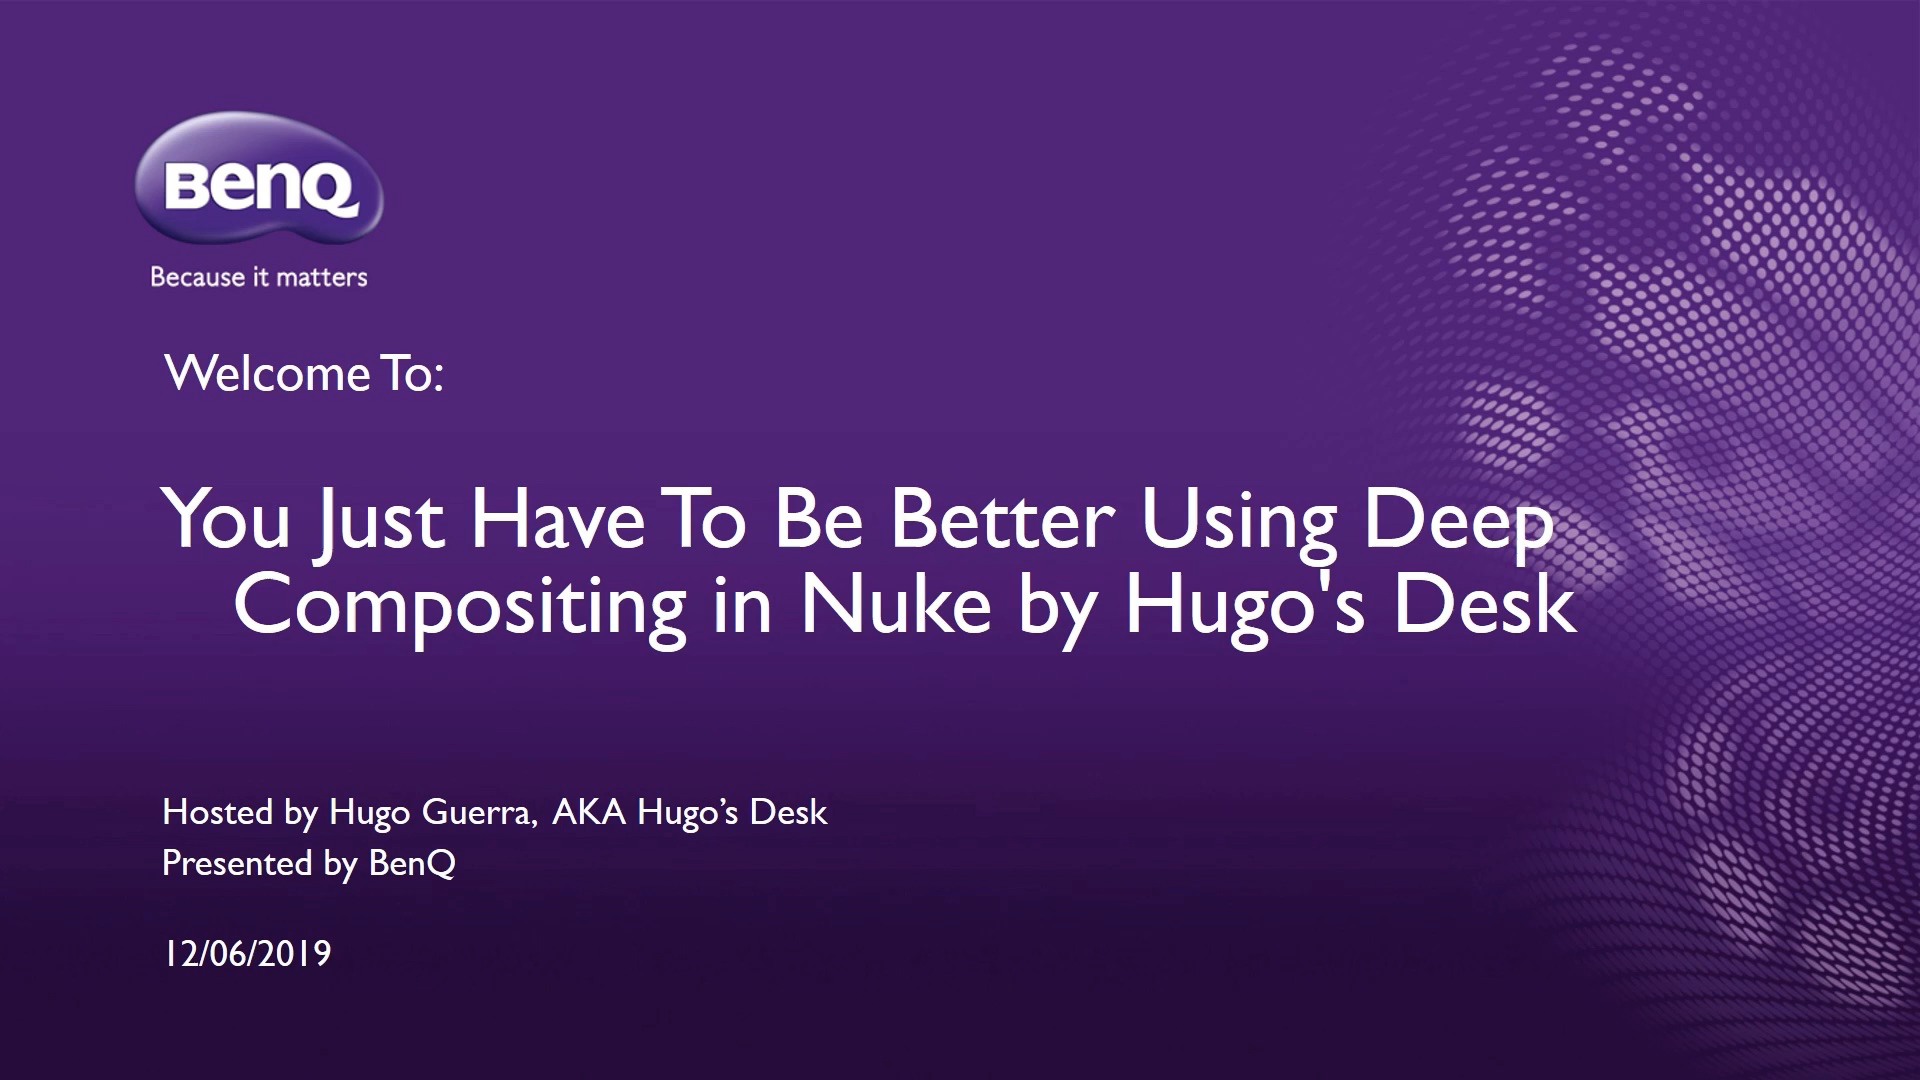 BenQ
Because it matters
Welcome To:
You Just Have To Be Better Using Deep
Compositing in Nuke by Hugo's Desk
Hosted by Hugo Guerra, AKA Hugo’s Desk
Presented by BenQ
12/06/2019